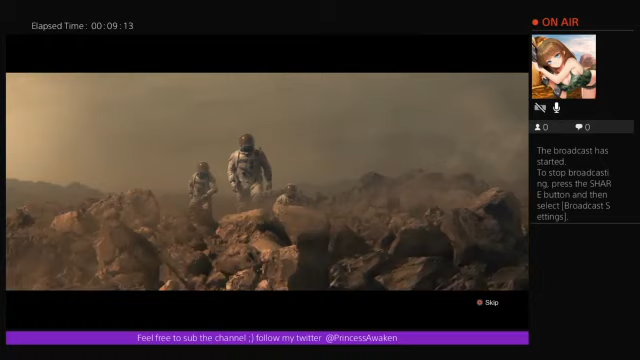 Elapsed Time : 00:09:13
ON AIR
0
0
The broadcast has
started.
To stop broadcasti
ng, press the SHAR
E button and then
select [Broadcast S
ettings].
Skip
Feel free to sub the channel ;) follow my twitter @PrincessAwaken